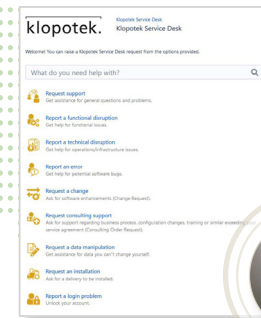 klopotek.
Klopotek Service Desk
Klopotek Service Desk
Welcome! You can raise a Klopotek Service Desk request from the options provided.
What do you need help with?
Request support
Get assistance for general questions and problems.
Report a functional disruption
Get help for functional issues.
Report a technical disruption
Get help for operations/infrastructure issues.
Report an error
Get help for potential software bugs.
Request a change
Ask for software enhancements (Change Request).
Request consulting support
Ask for support regarding business process, configuration changes, training or similar exceeding your
service agreement (Consulting Order Request).
Request a data manipulation
Get assistance for data you can't change yourself.
Request an installation
Ask for a delivery to be installed.
Report a login problem
Unlock your account.